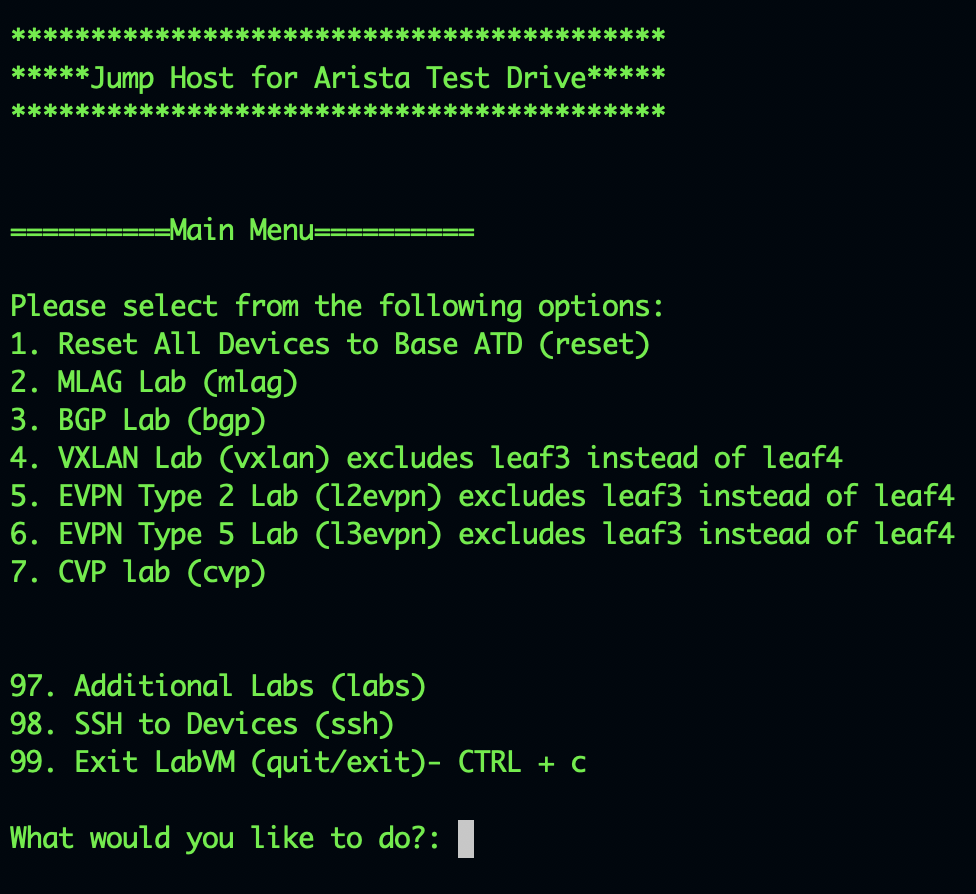 *****************************************
*****Jump Host for Arista Test Drive*****
*****************************************
==========Main Menu==========
Please select from the following options:
1. Reset All Devices to Base ATD (reset)
2. MLAG Lab (mlag)
3. BGP Lab (bgp)
4. VXLAN Lab (vxlan) excludes leaf3 instead of leaf4
5. EVPN Type 2 Lab (l2evpn) excludes leaf3 instead of leaf4
6. EVPN Type 5 Lab (l3evpn) excludes leaf3 instead of leaf4
7. CVP lab (cvp)
97. Additional Labs (labs)
98. SSH to Devices (ssh)
99. Exit LabVM (quit/exit)- CTRL + c
What would you like to do?: